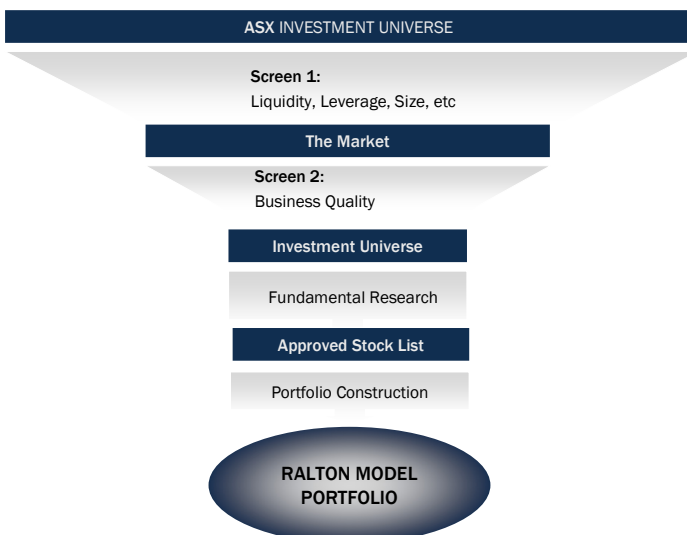 ASX INVESTMENT UNIVERSE
Screen 1:
Liquidity, Leverage, Size, etc
The Market
Screen 2:
Business Quality
Investment Universe
Fundamental Research
Approved Stock List
Portfolio Construction
RALTON MODEL
PORTFOLIO